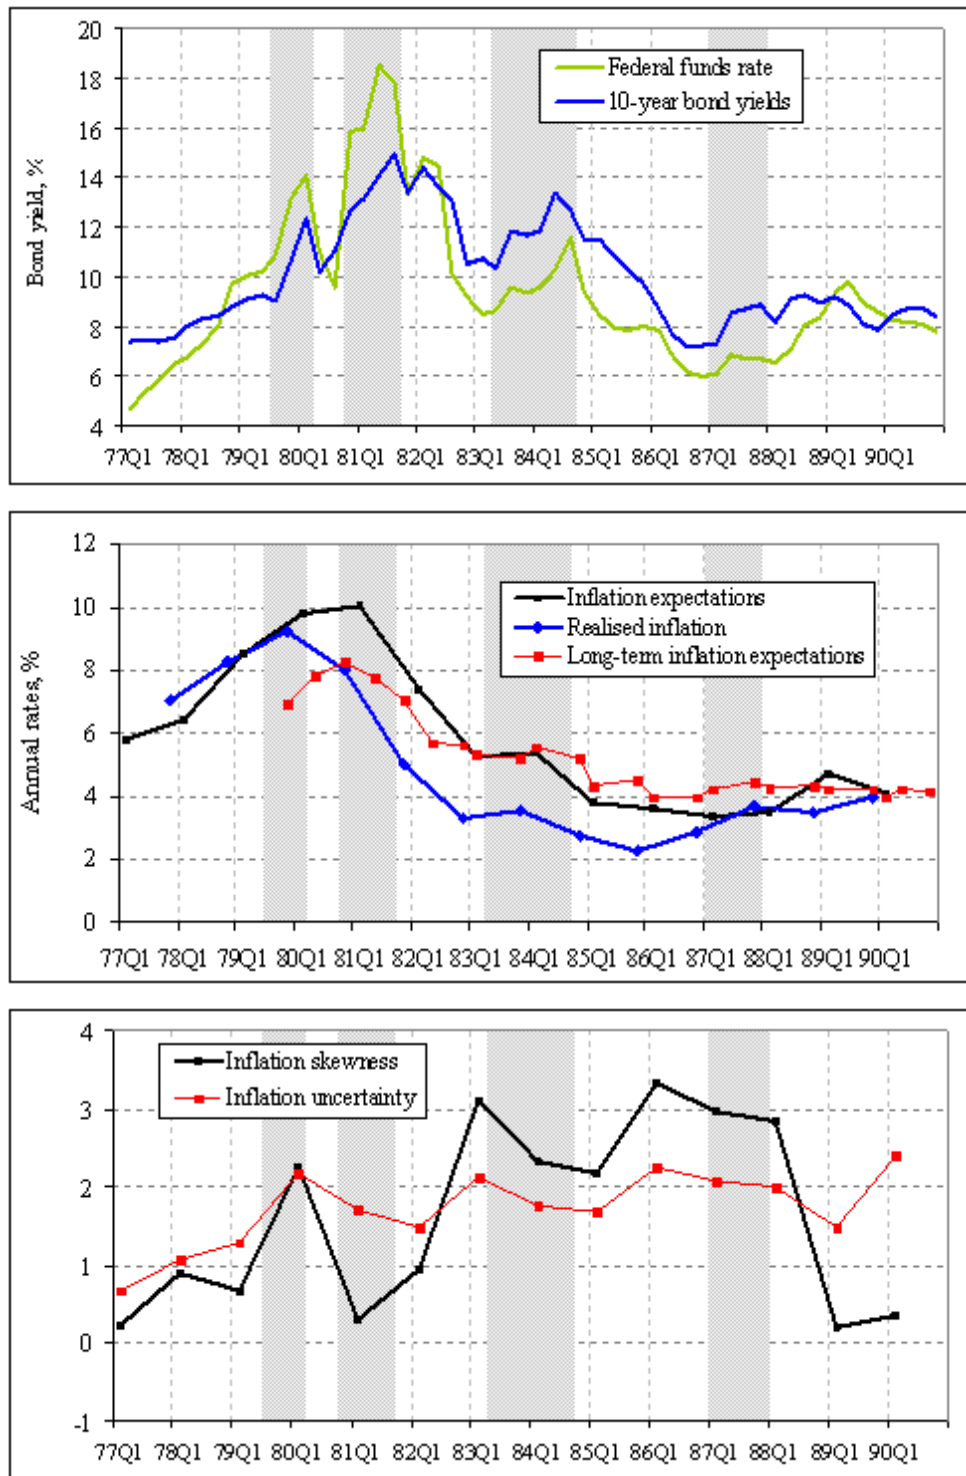 20
18
16
14
12
10
8
6
4
Bond yield, %
Federal funds rate
10-year bond yields
77Q1 78Q1 79Q1 80Q1 81Q1 82Q1 83Q1 84Q1 85Q1 86Q1 87Q1 88Q1 89Q1 90Q1
12
10
8
6
4
2
0
Annual rates, %
Inflation expectations
Realised inflation
Long-term inflation expectations
77Q1 78Q1 79Q1 80Q1 81Q1 82Q1 83Q1 84Q1 85Q1 86Q1 87Q1 88Q1 89Q1 90Q1
4
3
2
1
0
-1
Inflation skewness
Inflation uncertainty
77Q1 78Q1 79Q1 80Q1 81Q1 82Q1 83Q1 84Q1 85Q1 86Q1 87Q1 88Q1 89Q1 90Q1